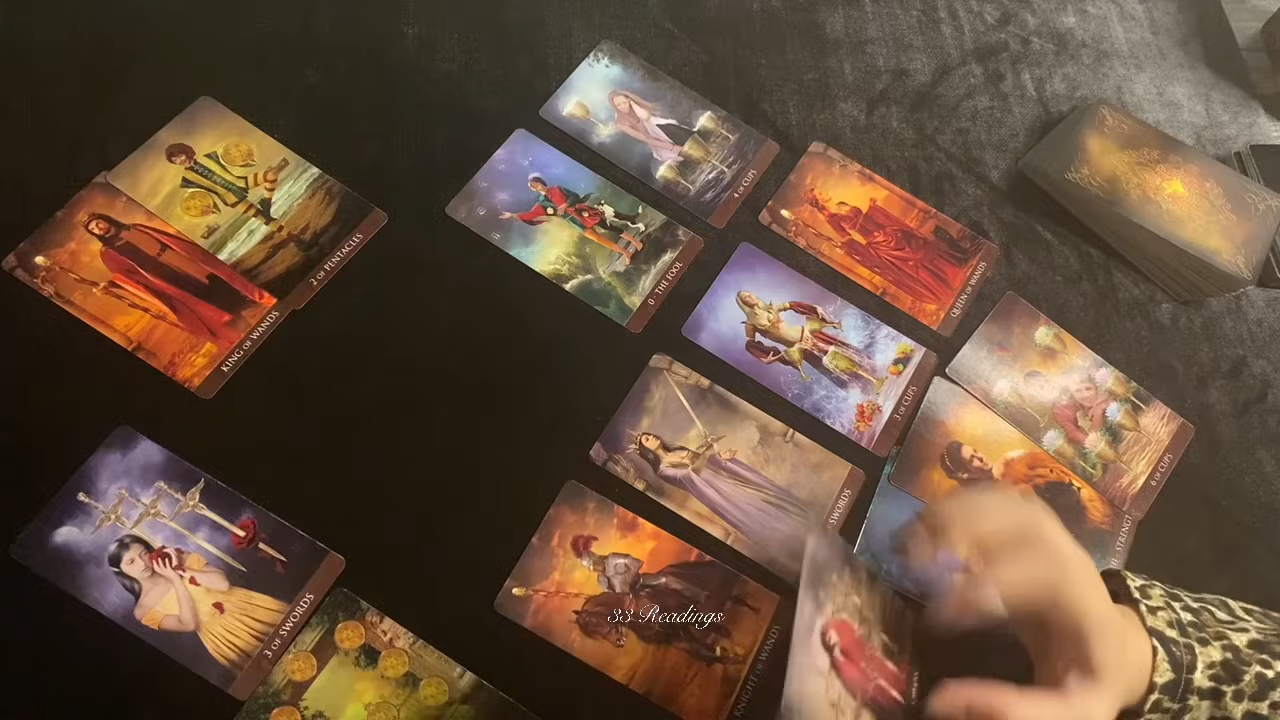 4 OF CUPS
2 OF PENTACLES
KING OF WANDS
0 - THE FOOL
QUEEN OF WANDS
3 OF CUPS
6 OF CUPS
SWORDS
STRENGT
3 OF SWORDS
KNIGHT OF WANDS
33 Readings